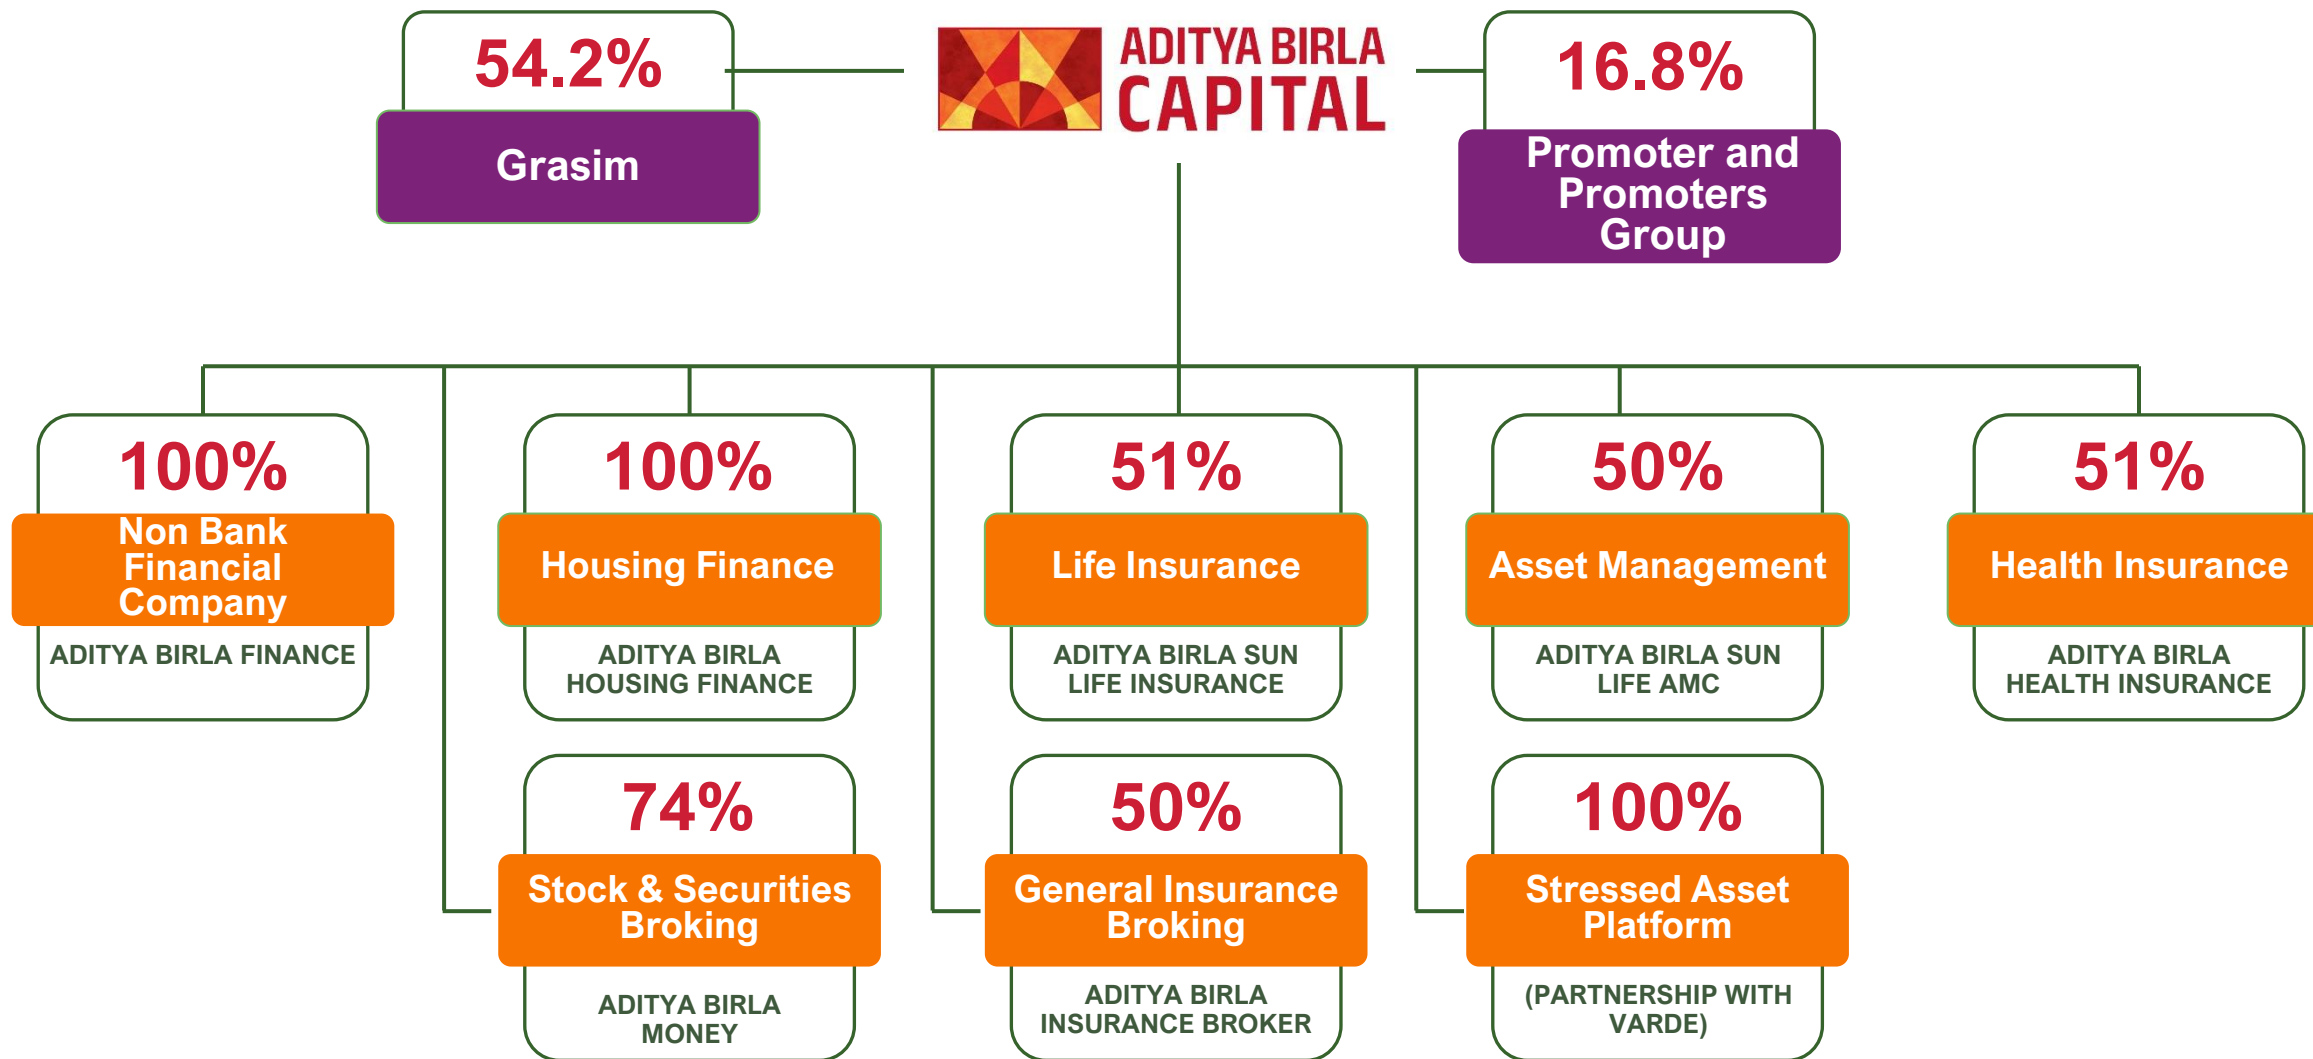 54.2%
Grasim
ADITYA BIRLA
CAPITAL
16.8%
Promoter and
Promoters
Group
100%
Non Bank
Financial
Company
ADITYA BIRLA FINANCE
100%
Housing Finance
ADITYA BIRLA
HOUSING FINANCE
51%
Life Insurance
ADITYA BIRLA SUN
LIFE INSURANCE
50%
Asset Management
ADITYA BIRLA SUN
LIFE AMC
51%
Health Insurance
ADITYA BIRLA
HEALTH INSURANCE
74%
Stock & Securities
Broking
ADITYA BIRLA
MONEY
50%
General Insurance
Broking
ADITYA BIRLA
INSURANCE BROKER
100%
Stressed Asset
Platform
(PARTNERSHIP WITH
VARDE)